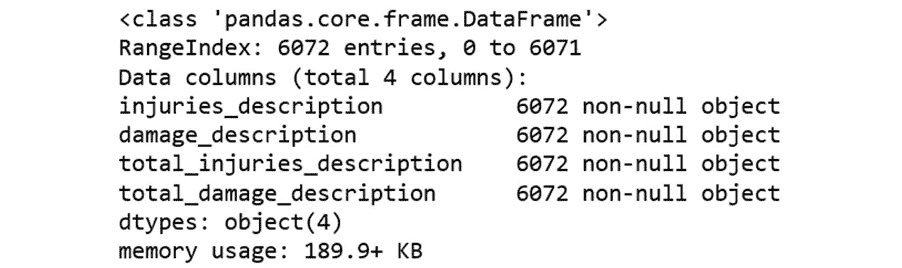 <class 'pandas.core.frame.DataFrame'>
RangeIndex: 6072 entries, 0 to 6071
Data columns (total 4 columns):
injuries_description          6072 non-null object
damage_description            6072 non-null object
total_injuries_description    6072 non-null object
total_damage_description      6072 non-null object
dtypes: object(4)
memory usage: 189.9+ KB